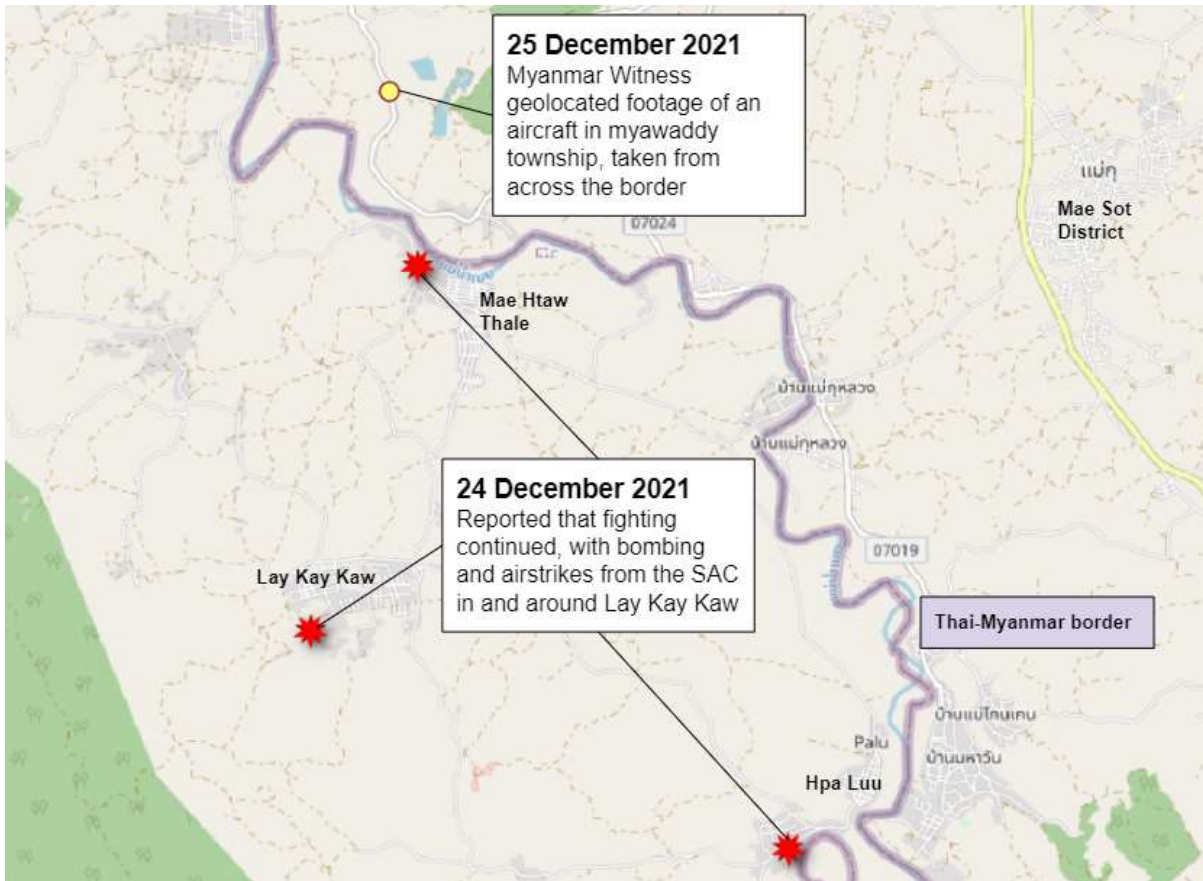 25 December 2021
Myanmar Witness
geolocated footage of an
aircraft in myawaddy
township, taken from
across the border
แม่กุ
Mae Sot
District
07024
Mae Htaw
Thale
บ้านแม่กุหลวง
บ้านแม่กุหลวง
24 December 2021
Reported that fighting
continued, with bombing
and airstrikes from the SAC
in and around Lay Kay Kaw
07019
Lay Kay Kaw
Thai-Myanmar border
บ้านแม่โกนเกน
Palu
บ้านมหาวัน
Hpa Luu